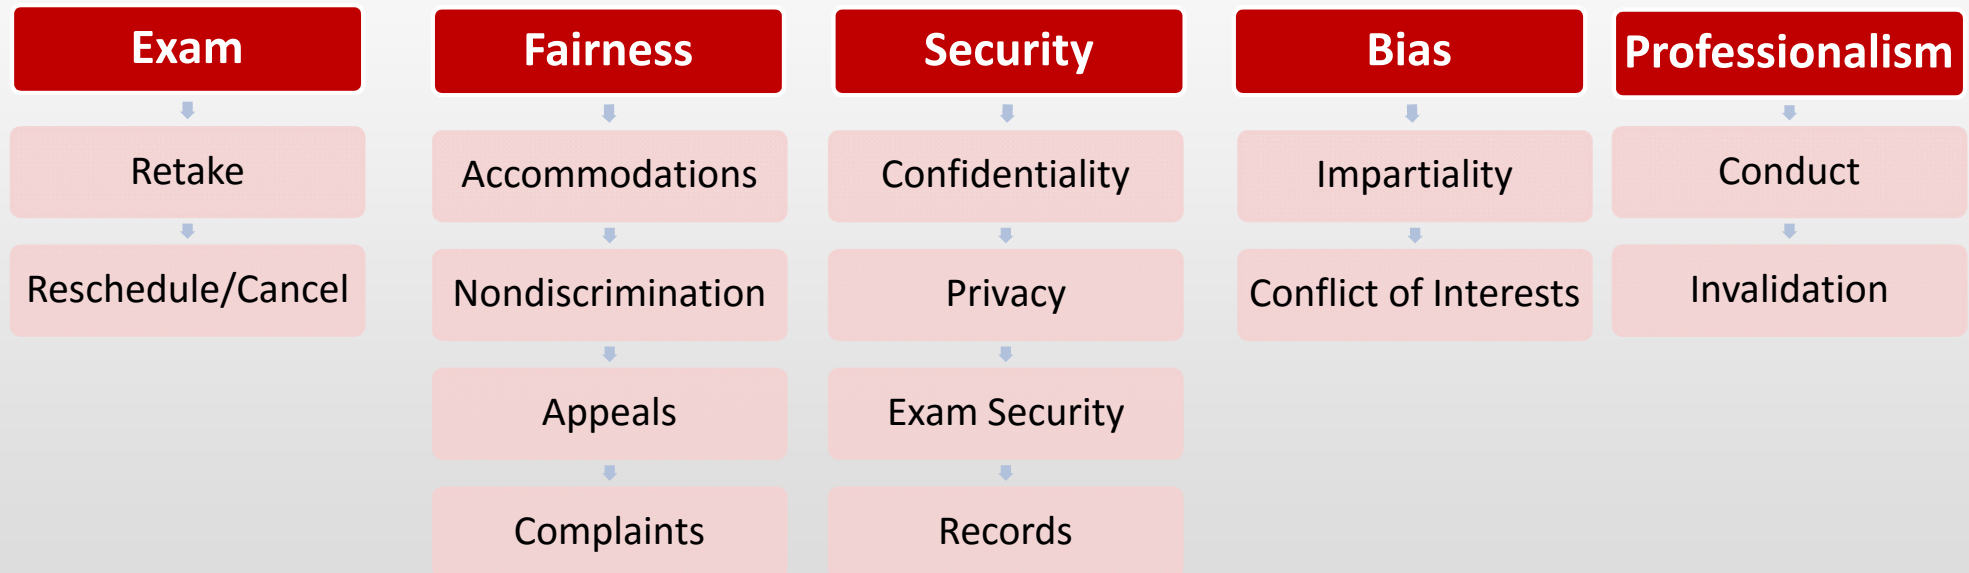 Exam
Retake
Reschedule/Cancel
Fairness
Accommodations
Nondiscrimination
Appeals
Complaints
Security
Confidentiality
Privacy
Exam Security
Records
Bias
Impartiality
Conflict of Interests
Professionalism
Conduct
Invalidation